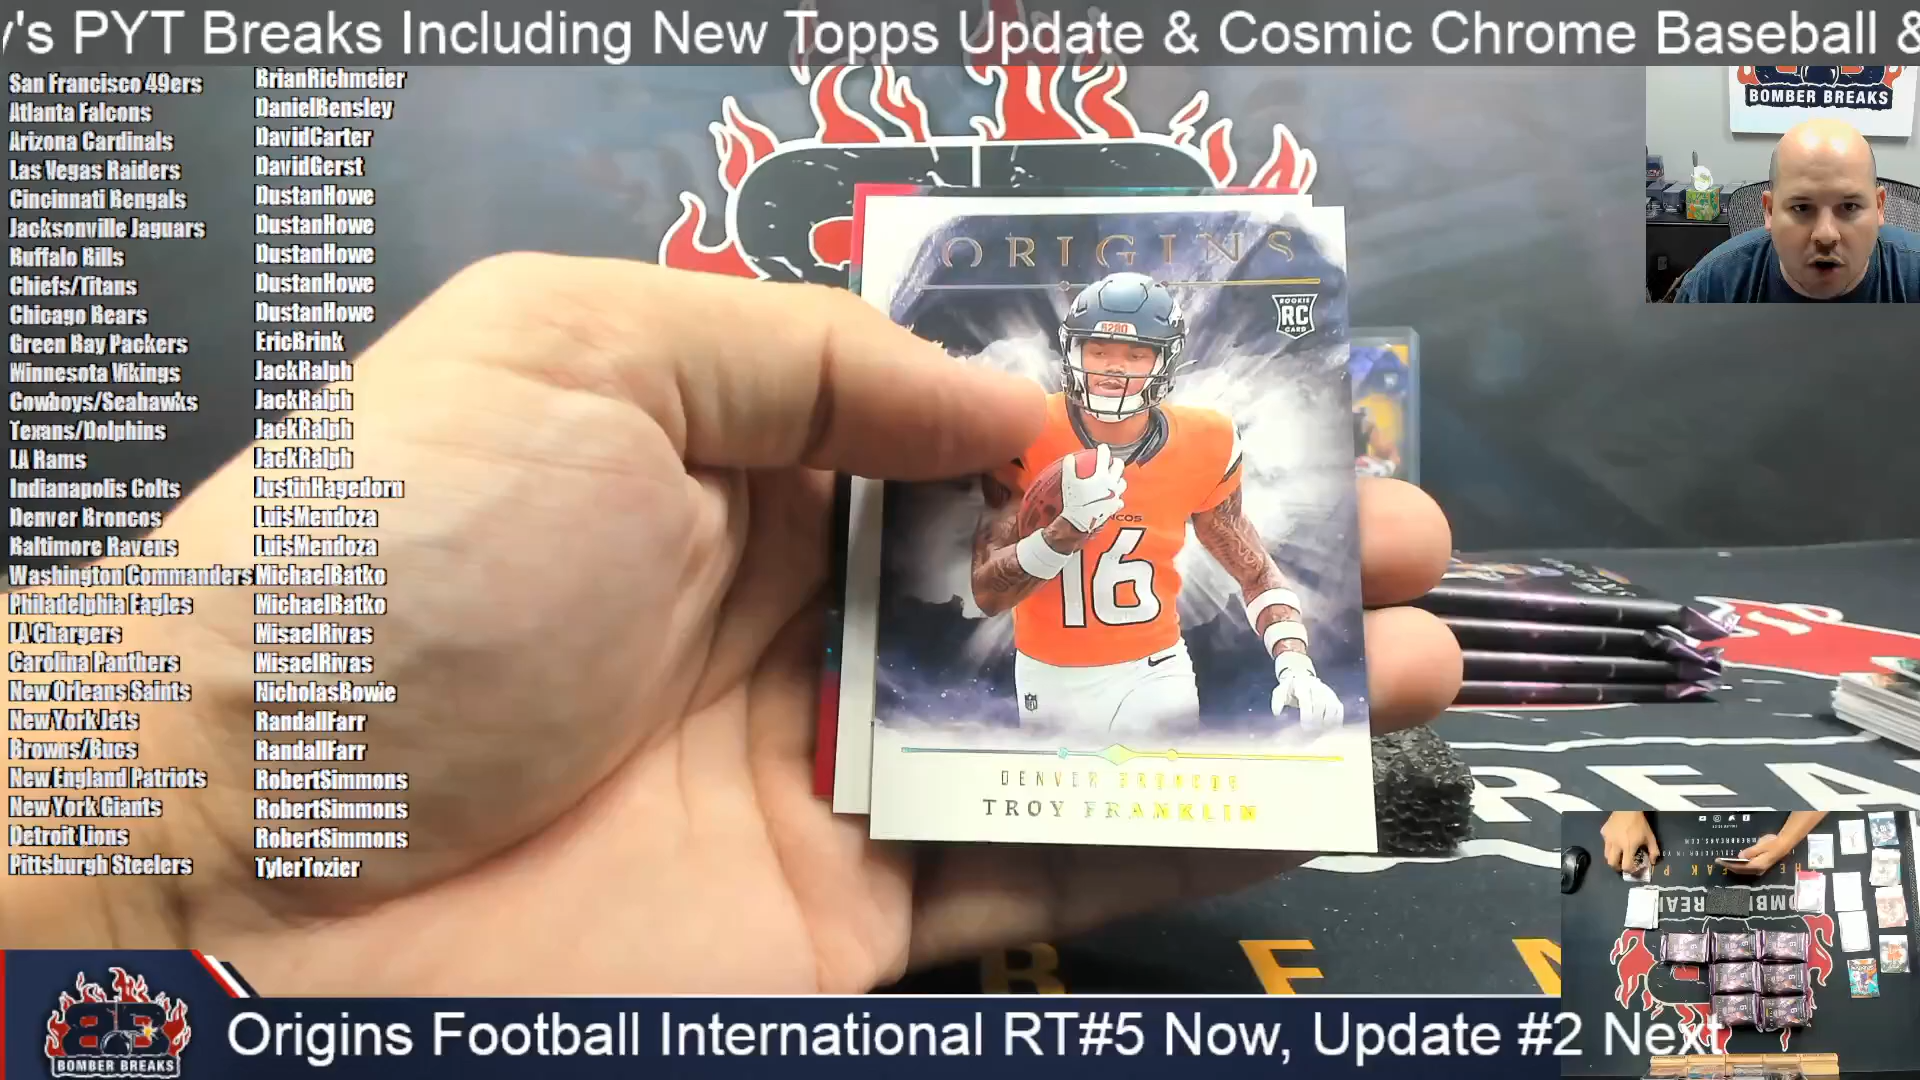 y's PYT Breaks Including New Topps Update & Cosmic Chrome Baseball &
San Francisco 49ers BrianRichmeier
Atlanta Falcons DanielBensley
Arizona Cardinals DavidCarter
Las Vegas Raiders DavidGerst
Cincinnati Bengals DustanHowe
Jacksonville Jaguars DustanHowe
Buffalo Bills DustanHowe
Chiefs/Titans DustanHowe
Chicago Bears DustanHowe
Green Bay Packers EricBrink
Minnesota Vikings JackRalph
Cowboys/Seahawks JackRalph
Texans/Dolphins JackRalph
LA Rams JackRalph
Indianapolis Colts JustinHagedorn
Denver Broncos LuisMendoza
Baltimore Ravens LuisMendoza
Washington Commanders MichaelBatko
Philadelphia Eagles MichaelBatko
LA Chargers MisaelRivas
Carolina Panthers MisaelRivas
New Orleans Saints NicholasBowie
New York Jets RandallFarr
Browns/Bucs RandallFarr
New England Patriots RobertSimmons
New York Giants RobertSimmons
Detroit Lions RobertSimmons
Pittsburgh Steelers TylerTozier
BOMBER BREAKS
ORIGINS
ROOKIE
RC
CARD
5280
NCOS
16
DENVER BRONCOS
TROY FRANKLIN
BOMBER BREAKS
Origins Football International RT#5 Now, Update #2 Next